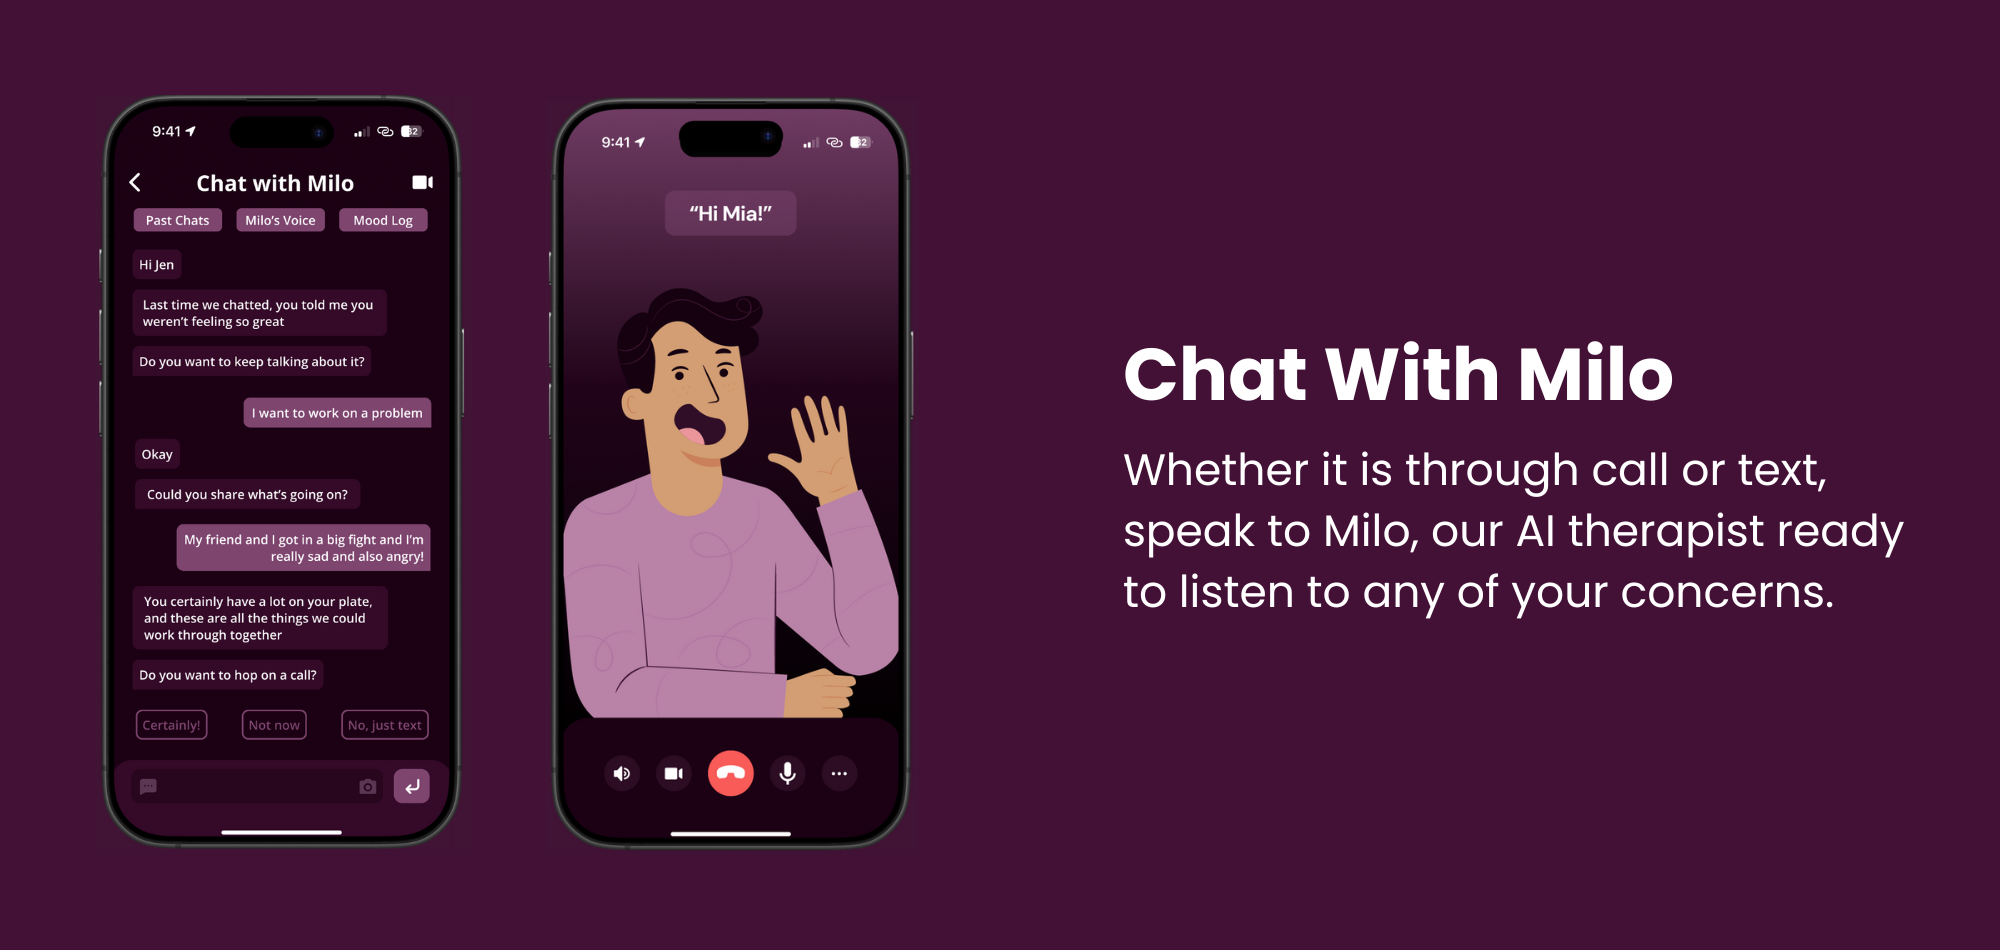 9:41
32
Chat with Milo
Past Chats
Milo's Voice
Mood Log
Hi Jen
Last time we chatted, you told me you
weren't feeling so great
Do you want to keep talking about it?
I want to work on a problem
Okay
Could you share what's going on?
My friend and I got in a big fight and I'm
really sad and also angry!
You certainly have a lot on your plate,
and these are all the things we could
work through together
Do you want to hop on a call?
Certainly!
Not now
No, just text
9:41
32
“Hi Mia!”
Chat With Milo
Whether it is through call or text,
speak to Milo, our AI therapist ready
to listen to any of your concerns.